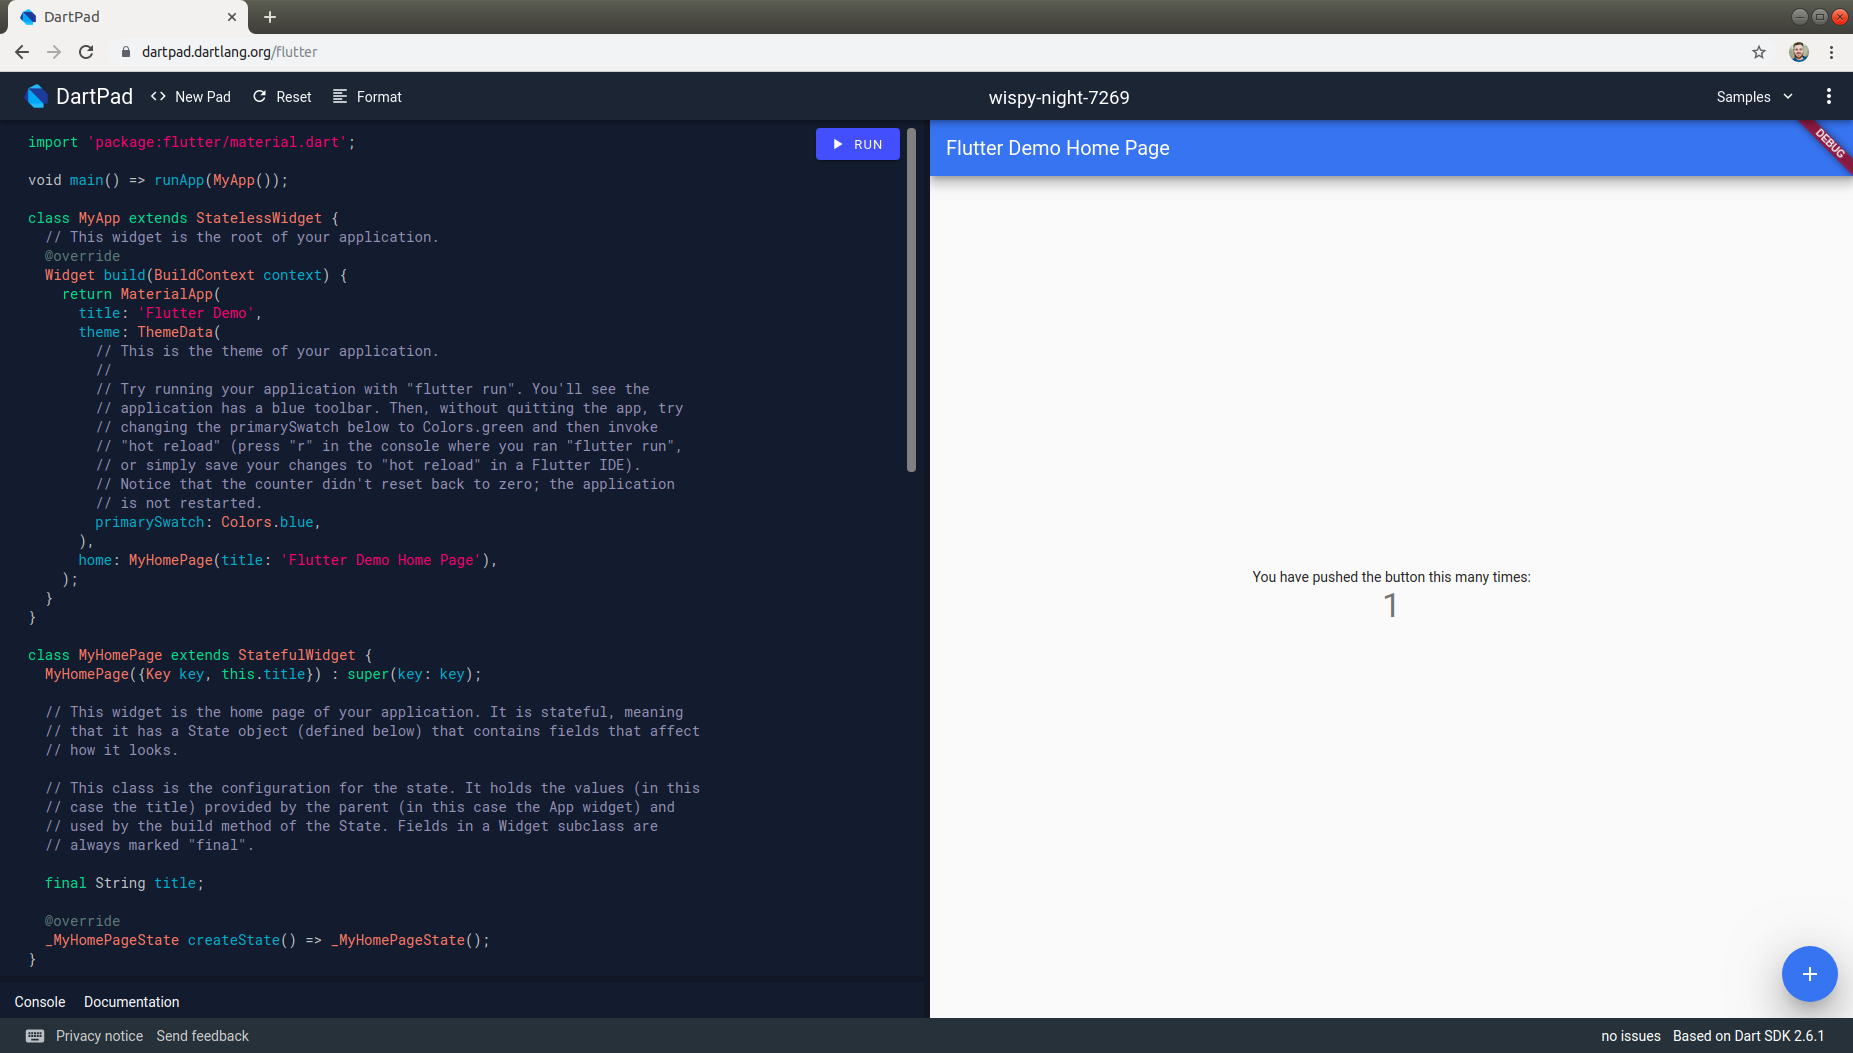 DartPad
dartpad.dartlang.org/flutter
DartPad <> New Pad Reset Format wispy-night-7269 Samples
import 'package:flutter/material.dart';
RUN
void main() => runApp(MyApp());
class MyApp extends StatelessWidget {
// This widget is the root of your application.
@override
Widget build(BuildContext context) {
return MaterialApp(
title: 'Flutter Demo',
theme: ThemeData(
// This is the theme of your application.
//
// Try running your application with "flutter run". You'll see the
// application has a blue toolbar. Then, without quitting the app, try
// changing the primarySwatch below to Colors.green and then invoke
// "hot reload" (press "r" in the console where you ran "flutter run",
// or simply save your changes to "hot reload" in a Flutter IDE).
// Notice that the counter didn't reset back to zero; the application
// is not restarted.
primarySwatch: Colors.blue,
),
home: MyHomePage(title: 'Flutter Demo Home Page'),
);
}
}
class MyHomePage extends StatefulWidget {
MyHomePage({Key key, this.title}) : super(key: key);
// This widget is the home page of your application. It is stateful, meaning
// that it has a State object (defined below) that contains fields that affect
// how it looks.
// This class is the configuration for the state. It holds the values (in this
// case the title) provided by the parent (in this case the App widget) and
// used by the build method of the State. Fields in a Widget subclass are
// always marked "final".
final String title;
@override
_MyHomePageState createState() => _MyHomePageState();
}
Console Documentation
Flutter Demo Home Page
DEBUG
You have pushed the button this many times:
1
+
Privacy notice Send feedback
no issues Based on Dart SDK 2.6.1